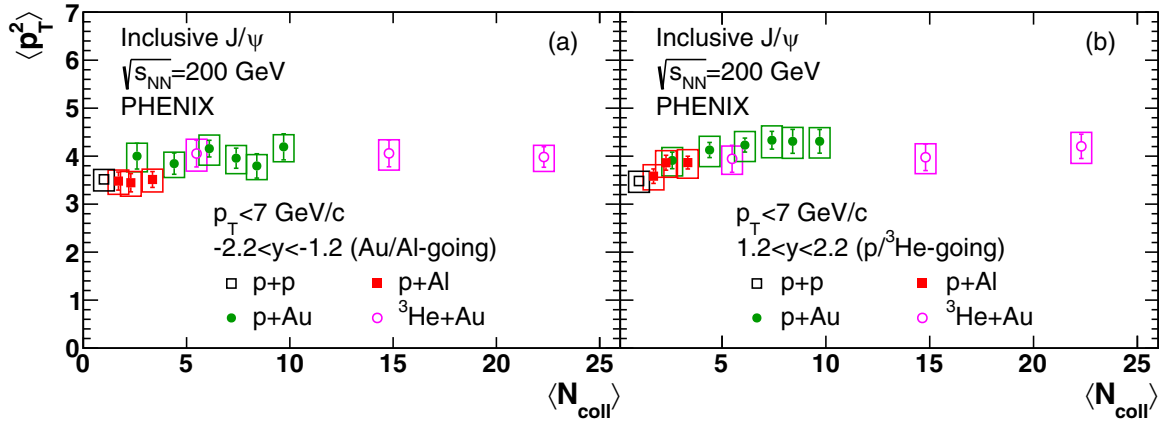 ⟨p_T^2⟩
7
6
5
4
3
2
1
0
Inclusive J/ψ
(a)
√s_NN=200 GeV
PHENIX
p_T<7 GeV/c
-2.2<y<-1.2 (Au/Al-going)
p+p
p+Al
p+Au
^3He+Au
0 5 10 15 20 25
⟨N_coll⟩
Inclusive J/ψ
(b)
√s_NN=200 GeV
PHENIX
p_T<7 GeV/c
1.2<y<2.2 (p/^3He-going)
p+p
p+Al
p+Au
^3He+Au
5 10 15 20 25
⟨N_coll⟩